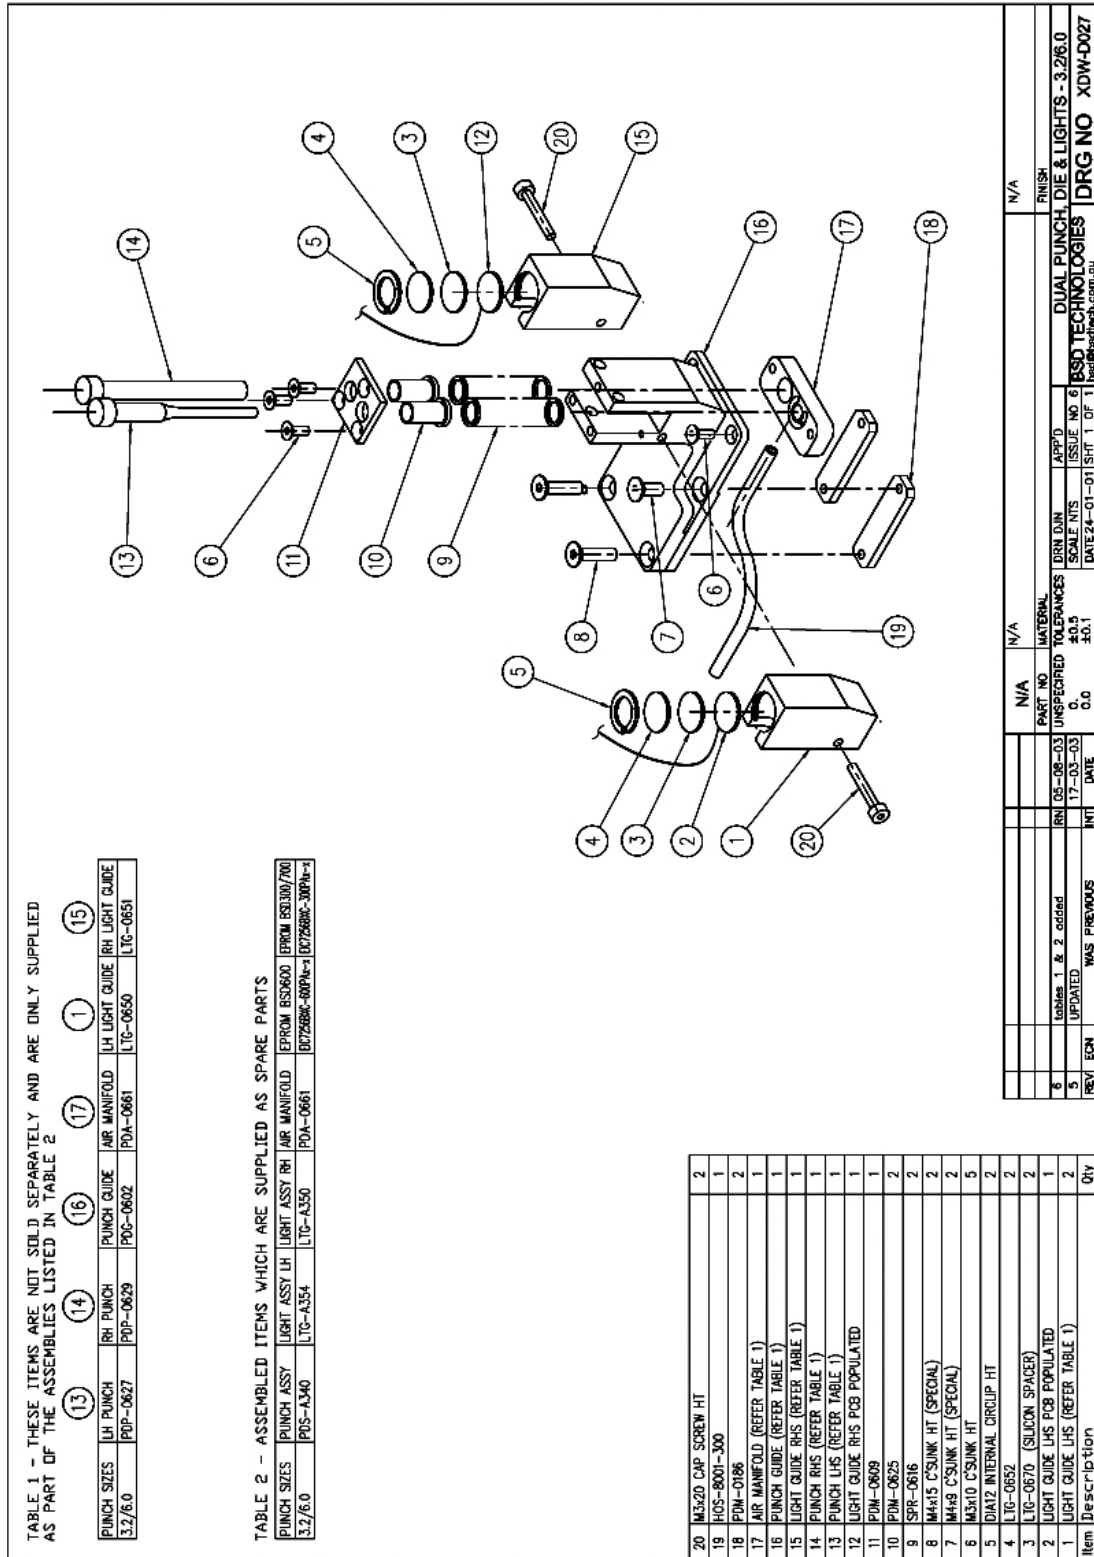 TABLE 1 - THESE ITEMS ARE NOT SOLD SEPARATELY AND ARE ONLY SUPPLIED
AS PART OF THE ASSEMBLIES LISTED IN TABLE 2
13 14 16 17 1 15
PUNCH SIZES LH PUNCH RH PUNCH PUNCH GUIDE AIR MANIFOLD LH LIGHT GUIDE RH LIGHT GUIDE
3.2/6.0 PDP-0627 PDP-0629 PDG-0602 PDA-0661 LTG-0650 LTG-0651
TABLE 2 - ASSEMBLED ITEMS WHICH ARE SUPPLIED AS SPARE PARTS
PUNCH SIZES PUNCH ASSY LIGHT ASSY LH LIGHT ASSY RH AIR MANIFOLD EPROM BSD600 EPROM BSD300/700
3.2/6.0 PDS-A340 LTG-A354 LTG-A350 PDA-0661
13
14
6
11
10
9
5
4
3
12
20
15
16
17
18
8
7
6
19
5
4
3
2
1
20
20 M3x20 CAP SCREW HT 2
19 HOS-8001-300 1
18 PDM-0186 2
17 AIR MANIFOLD (REFER TABLE 1) 1
16 PUNCH GUIDE (REFER TABLE 1) 1
15 LIGHT GUIDE RHS (REFER TABLE 1) 1
14 PUNCH RHS (REFER TABLE 1) 1
13 PUNCH LHS (REFER TABLE 1) 1
12 LIGHT GUIDE RHS PCB POPULATED 1
11 PDM-0609 1
10 PDM-0625 2
9 SPR-0616 2
8 M4x15 C'SUNK HT (SPECIAL) 2
7 M4x9 C'SUNK HT (SPECIAL) 2
6 M3x10 C'SUNK HT 5
5 DIA12 INTERNAL CIRCLIP HT 2
4 LTG-0652 2
3 LTG-0670 (SILICON SPACER) 2
2 LIGHT GUIDE LHS PCB POPULATED 1
1 LIGHT GUIDE LHS (REFER TABLE 1) 2
Item Description Qty
6 tables 1 & 2 added RN 05-08-03
5 UPDATED 17-03-03
REV ECN WAS PREVIOUS INT DATE
N/A N/A N/A
PART NO MATERIAL FINISH
UNSPECIFIED TOLERANCES
0. ±0.5
0.0 ±0.1
DRN DJN APP'D
SCALE NTS ISSUE NO 6
DATE 24-01-01 SHT 1 OF 1
DUAL PUNCH, DIE & LIGHTS - 3.2/6.0
BSD TECHNOLOGIES
DRG NO XDW-D027